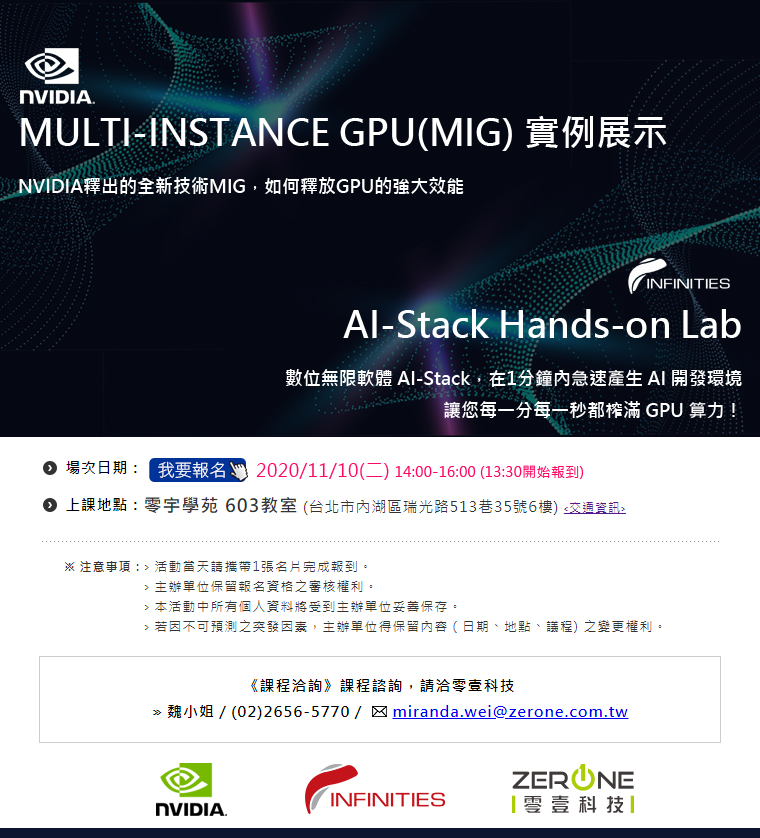 NVIDIA.
MULTI-INSTANCE GPU(MIG) 實例展示
NVIDIA釋出的全新技術MIG，如何釋放GPU的強大效能
INFINITIES
AI-Stack Hands-on Lab
數位無限軟體 AI-Stack，在1分鐘內急速產生 AI 開發環境
讓您每一分每一秒都榨滿 GPU 算力！
場次日期： 我要報名 2020/11/10(二) 14:00-16:00 (13:30開始報到)
上課地點：零宇學苑 603教室 (台北市內湖區瑞光路513巷35號6樓) <交通資訊>
※ 注意事項：> 活動當天請攜帶1張名片完成報到。
> 主辦單位保留報名資格之審核權利。
> 本活動中所有個人資料將受到主辦單位妥善保存。
> 若因不可預測之突發因素，主辦單位得保留內容 ( 日期、地點、議程) 之變更權利。
《課程洽詢》課程諮詢，請洽零壹科技
» 魏小姐 / (02)2656-5770 / ✉ miranda.wei@zerone.com.tw
NVIDIA.
INFINITIES
ZERONE
零壹科技